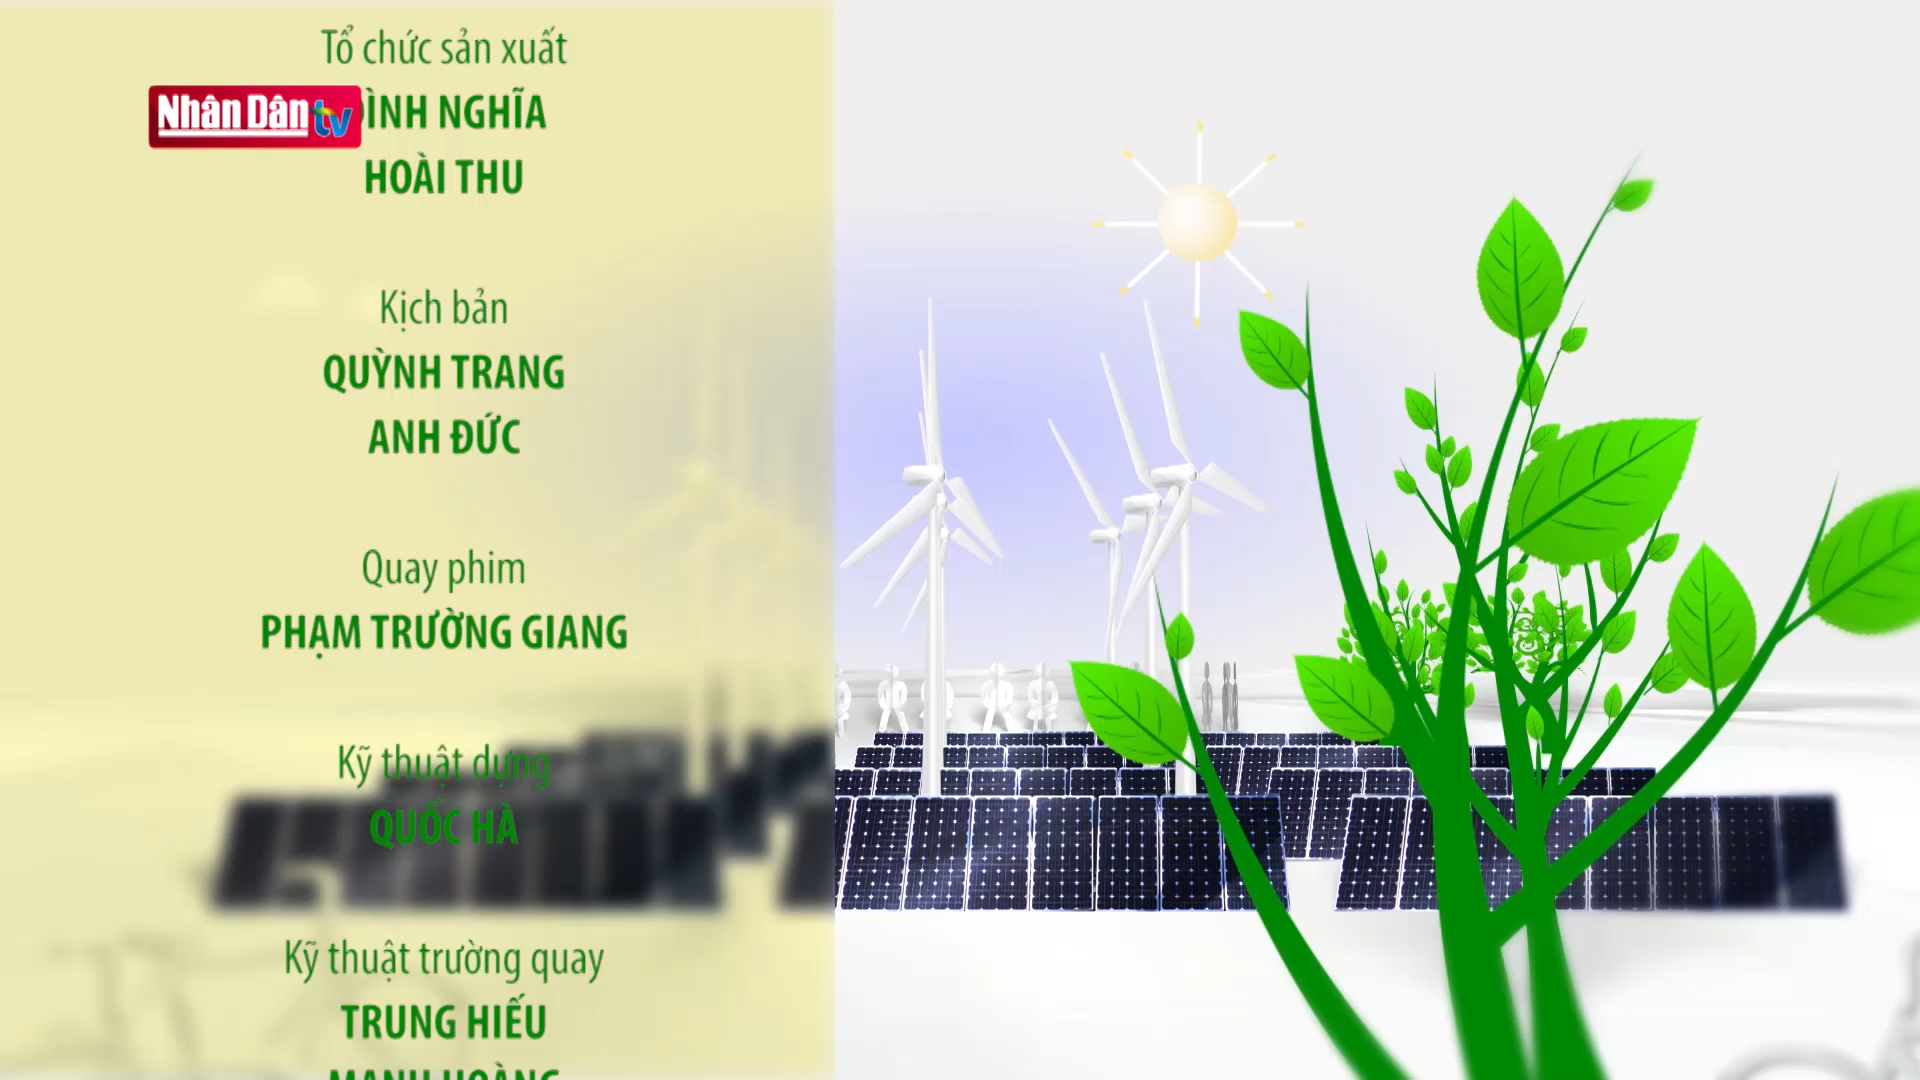 Tổ chức sản xuất
Nhân Dân tv
NGHĨA
HOÀI THU
Kịch bản
QUỲNH TRANG
ANH ĐỨC
Quay phim
PHẠM TRƯỜNG GIANG
Kỹ thuật dựng
QUỐC HÀ
Kỹ thuật trường quay
TRUNG HIẾU